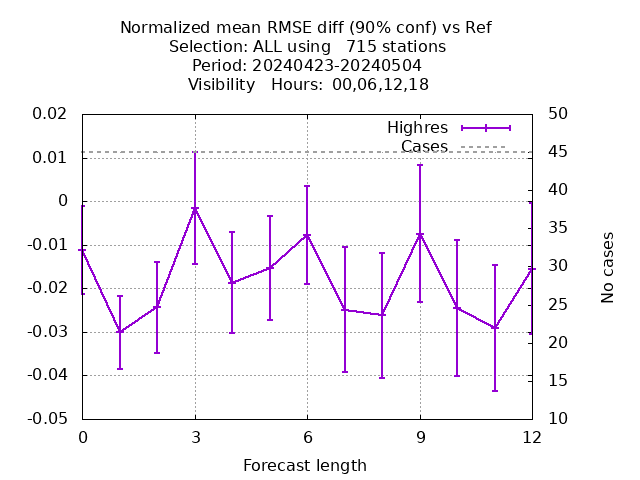 Normalized mean RMSE diff (90% conf) vs Ref
Selection: ALL using   715 stations
Period: 20240423-20240504
Visibility   Hours:  00,06,12,18
0.02
0.01
0
-0.01
-0.02
-0.03
-0.04
-0.05
Highres
Cases
50
45
40
35
30
25
20
15
10
No cases
0 3 6 9 12
Forecast length